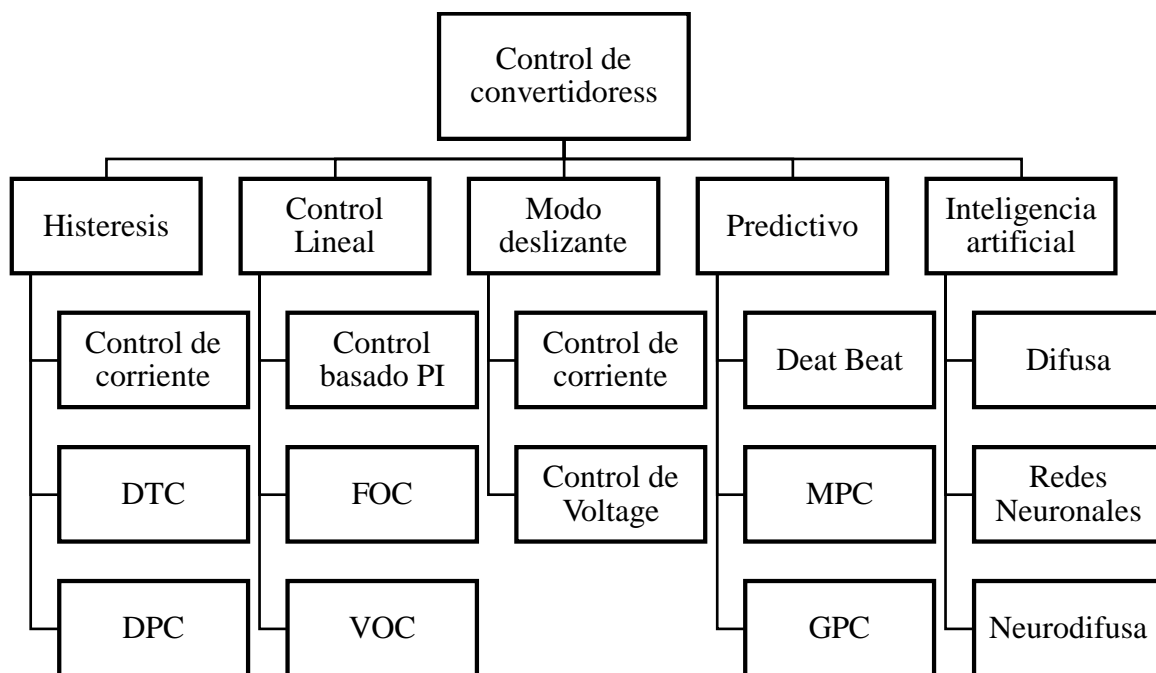 Control de
convertidoress
Histeresis
Control
Lineal
Modo
deslizante
Predictivo
Inteligencia
artificial
Control de
corriente
Control
basado PI
Control de
corriente
Deat Beat
Difusa
DTC
FOC
Control de
Voltage
MPC
Redes
Neuronales
DPC
VOC
GPC
Neurodifusa